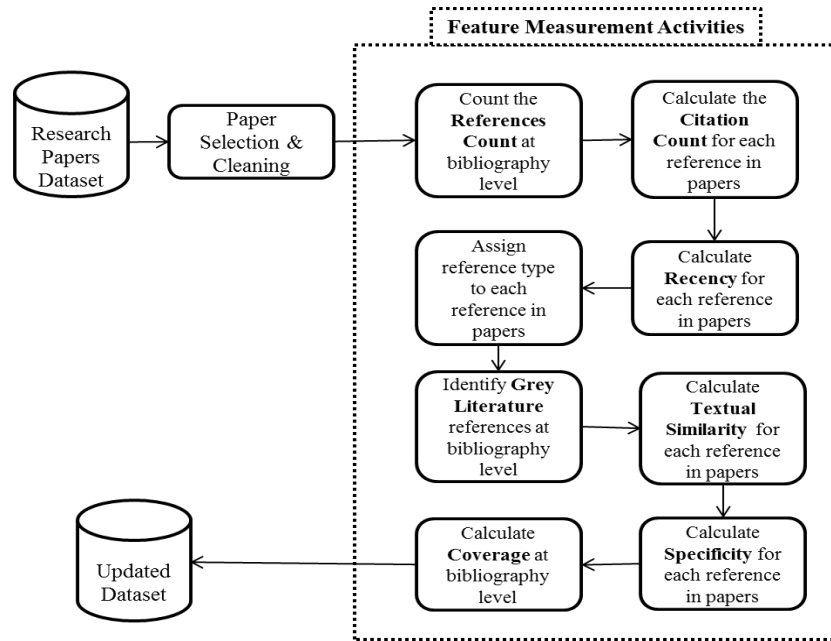 Feature Measurement Activities
Research
Papers
Dataset
Paper
Selection &
Cleaning
Count the
References
Count at
bibliography
level
Calculate the
Citation
Count for each
reference in
papers
Calculate
Recency for
each reference
in papers
Assign
reference type
to each
reference in
papers
Identify Grey
Literature
references at
bibliography
level
Calculate
Textual
Similarity for
each reference
in papers
Calculate
Specificity for
each reference
in papers
Calculate
Coverage at
bibliography
level
Updated
Dataset